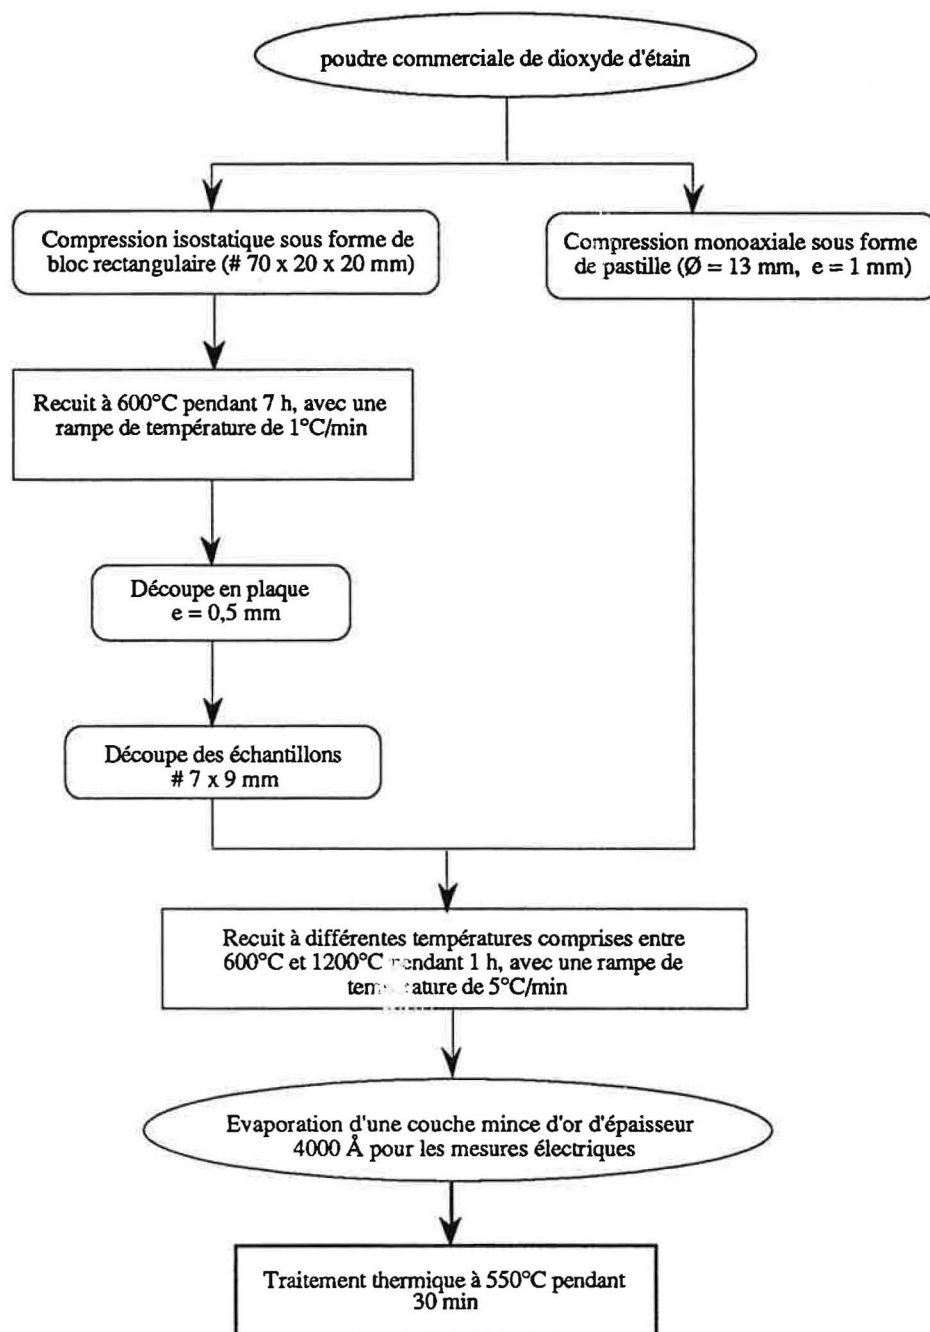 poudre commerciale de dioxyde d'étain
Compression isostatique sous forme de
bloc rectangulaire (# 70 x 20 x 20 mm)
Compression monoaxiale sous forme
de pastille (Ø = 13 mm, e = 1 mm)
Recuit à 600°C pendant 7 h, avec une
rampe de température de 1°C/min
Découpe en plaque
e = 0,5 mm
Découpe des échantillons
# 7 x 9 mm
Recuit à différentes températures comprises entre
600°C et 1200°C pendant 1 h, avec une rampe de
température de 5°C/min
Evaporation d'une couche mince d'or d'épaisseur
4000 Å pour les mesures électriques
Traitement thermique à 550°C pendant
30 min